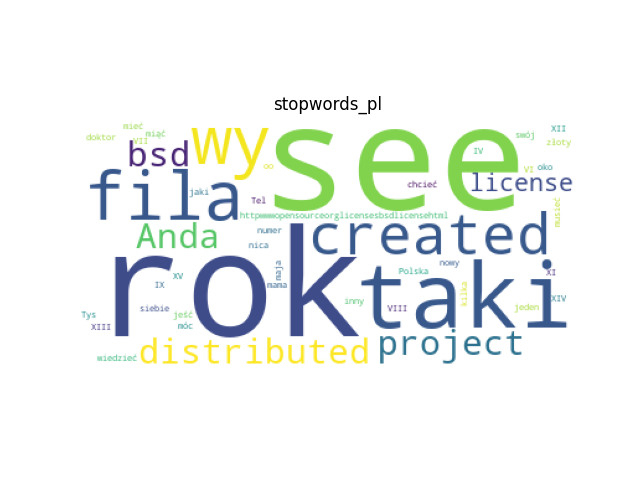 stopwords_pl
mieć
miąć
doktor
VII
bsd
wy
∞
see
XII
swój
złoty
IV
VI
oko
license
chcieć
fila
jaki
Tel
httpwwwopensourceorglicensesbsdlicensehtml
musieć
Anda
numer
nica
created
rok
maja
mama
XV
IX
taki
Polska
nowy
XI
kilka
siebie
jeść
móc
Tys
XIII
inny
VIII
jeden
XIV
wiedzieć
distributed
project